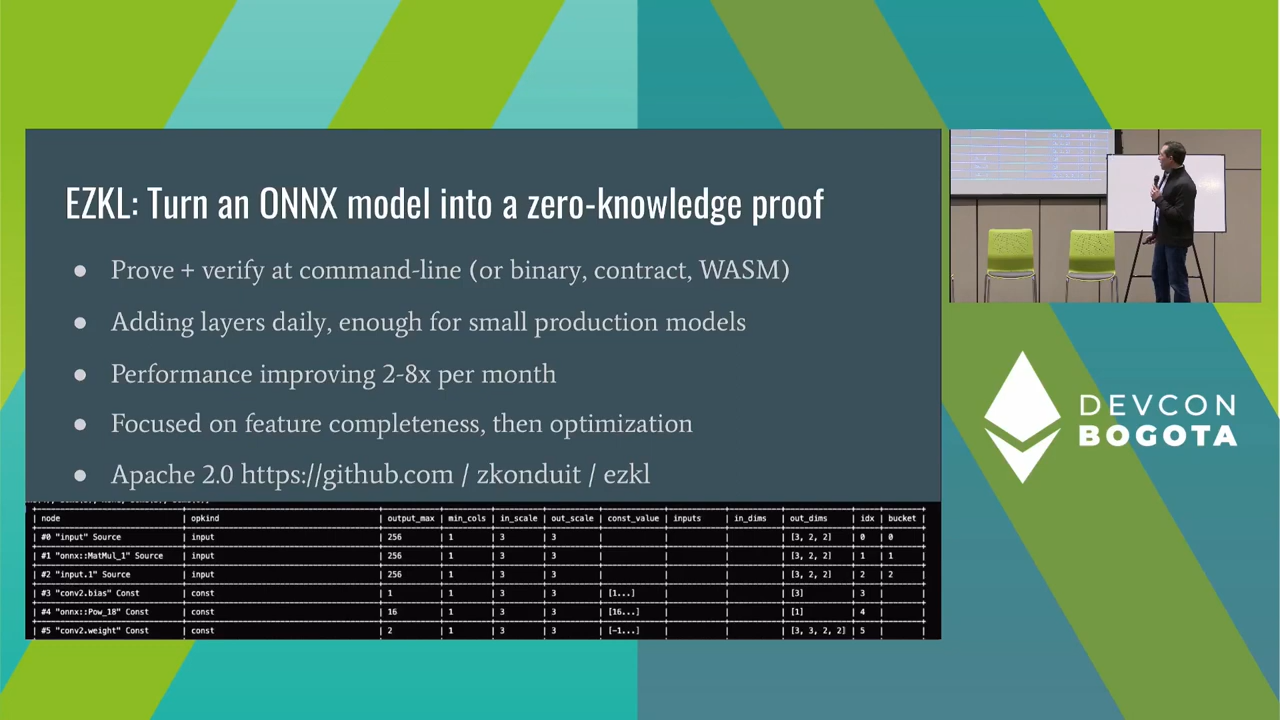 EZKL: Turn an ONNX model into a zero-knowledge proof
● Prove + verify at command-line (or binary, contract, WASM)
● Adding layers daily, enough for small production models
● Performance improving 2-8x per month
● Focused on feature completeness, then optimization
● Apache 2.0 https://github.com / zkonduit / ezkl
| node | opkind | output_max | min_cols | in_scale | out_scale | const_value | inputs | in_dims | out_dims | idx | bucket |
| #0 "input" Source | input | 256 | 1 | 3 | 3 | | | | [3, 2, 2] | 0 | 0 |
| #1 "onnx::MatMul_1" Source | input | 256 | 1 | 3 | 3 | | | | [3, 2, 2] | 1 | 1 |
| #2 "input.1" Source | input | 256 | 1 | 3 | 3 | | | | [3, 2, 2] | 2 | 2 |
| #3 "conv2.bias" Const | const | 1 | 1 | 3 | 3 | [1...] | | | [3] | 3 | |
| #4 "onnx::Pow_18" Const | const | 16 | 1 | 3 | 3 | [16...] | | | [1] | 4 | |
| #5 "conv2.weight" Const | const | 2 | 1 | 3 | 3 | [-1...] | | | [3, 3, 2, 2] | 5 | |
DEVCON
BOGOTA